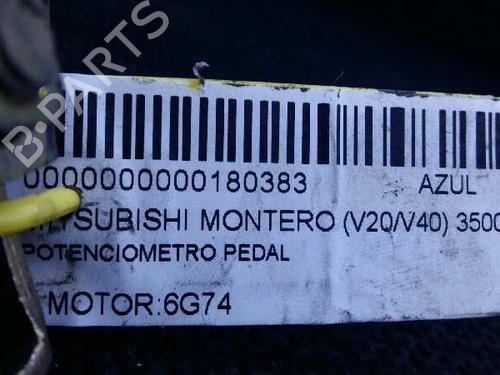 0000000000180383 AZUL
MITSUBISHI MONTERO (V20/V40) 3500
POTENCIOMETRO PEDAL
MOTOR:6G74
B-PARTS